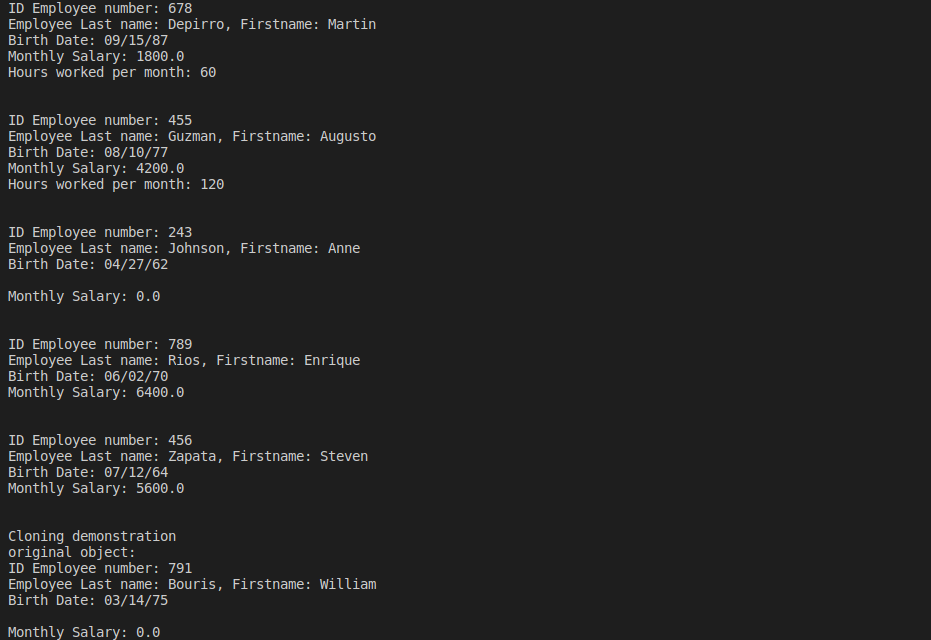 ID Employee number: 678
Employee Last name: Depirro, Firstname: Martin
Birth Date: 09/15/87
Monthly Salary: 1800.0
Hours worked per month: 60
ID Employee number: 455
Employee Last name: Guzman, Firstname: Augusto
Birth Date: 08/10/77
Monthly Salary: 4200.0
Hours worked per month: 120
ID Employee number: 243
Employee Last name: Johnson, Firstname: Anne
Birth Date: 04/27/62
Monthly Salary: 0.0
ID Employee number: 789
Employee Last name: Rios, Firstname: Enrique
Birth Date: 06/02/70
Monthly Salary: 6400.0
ID Employee number: 456
Employee Last name: Zapata, Firstname: Steven
Birth Date: 07/12/64
Monthly Salary: 5600.0
Cloning demonstration
original object:
ID Employee number: 791
Employee Last name: Bouris, Firstname: William
Birth Date: 03/14/75
Monthly Salary: 0.0